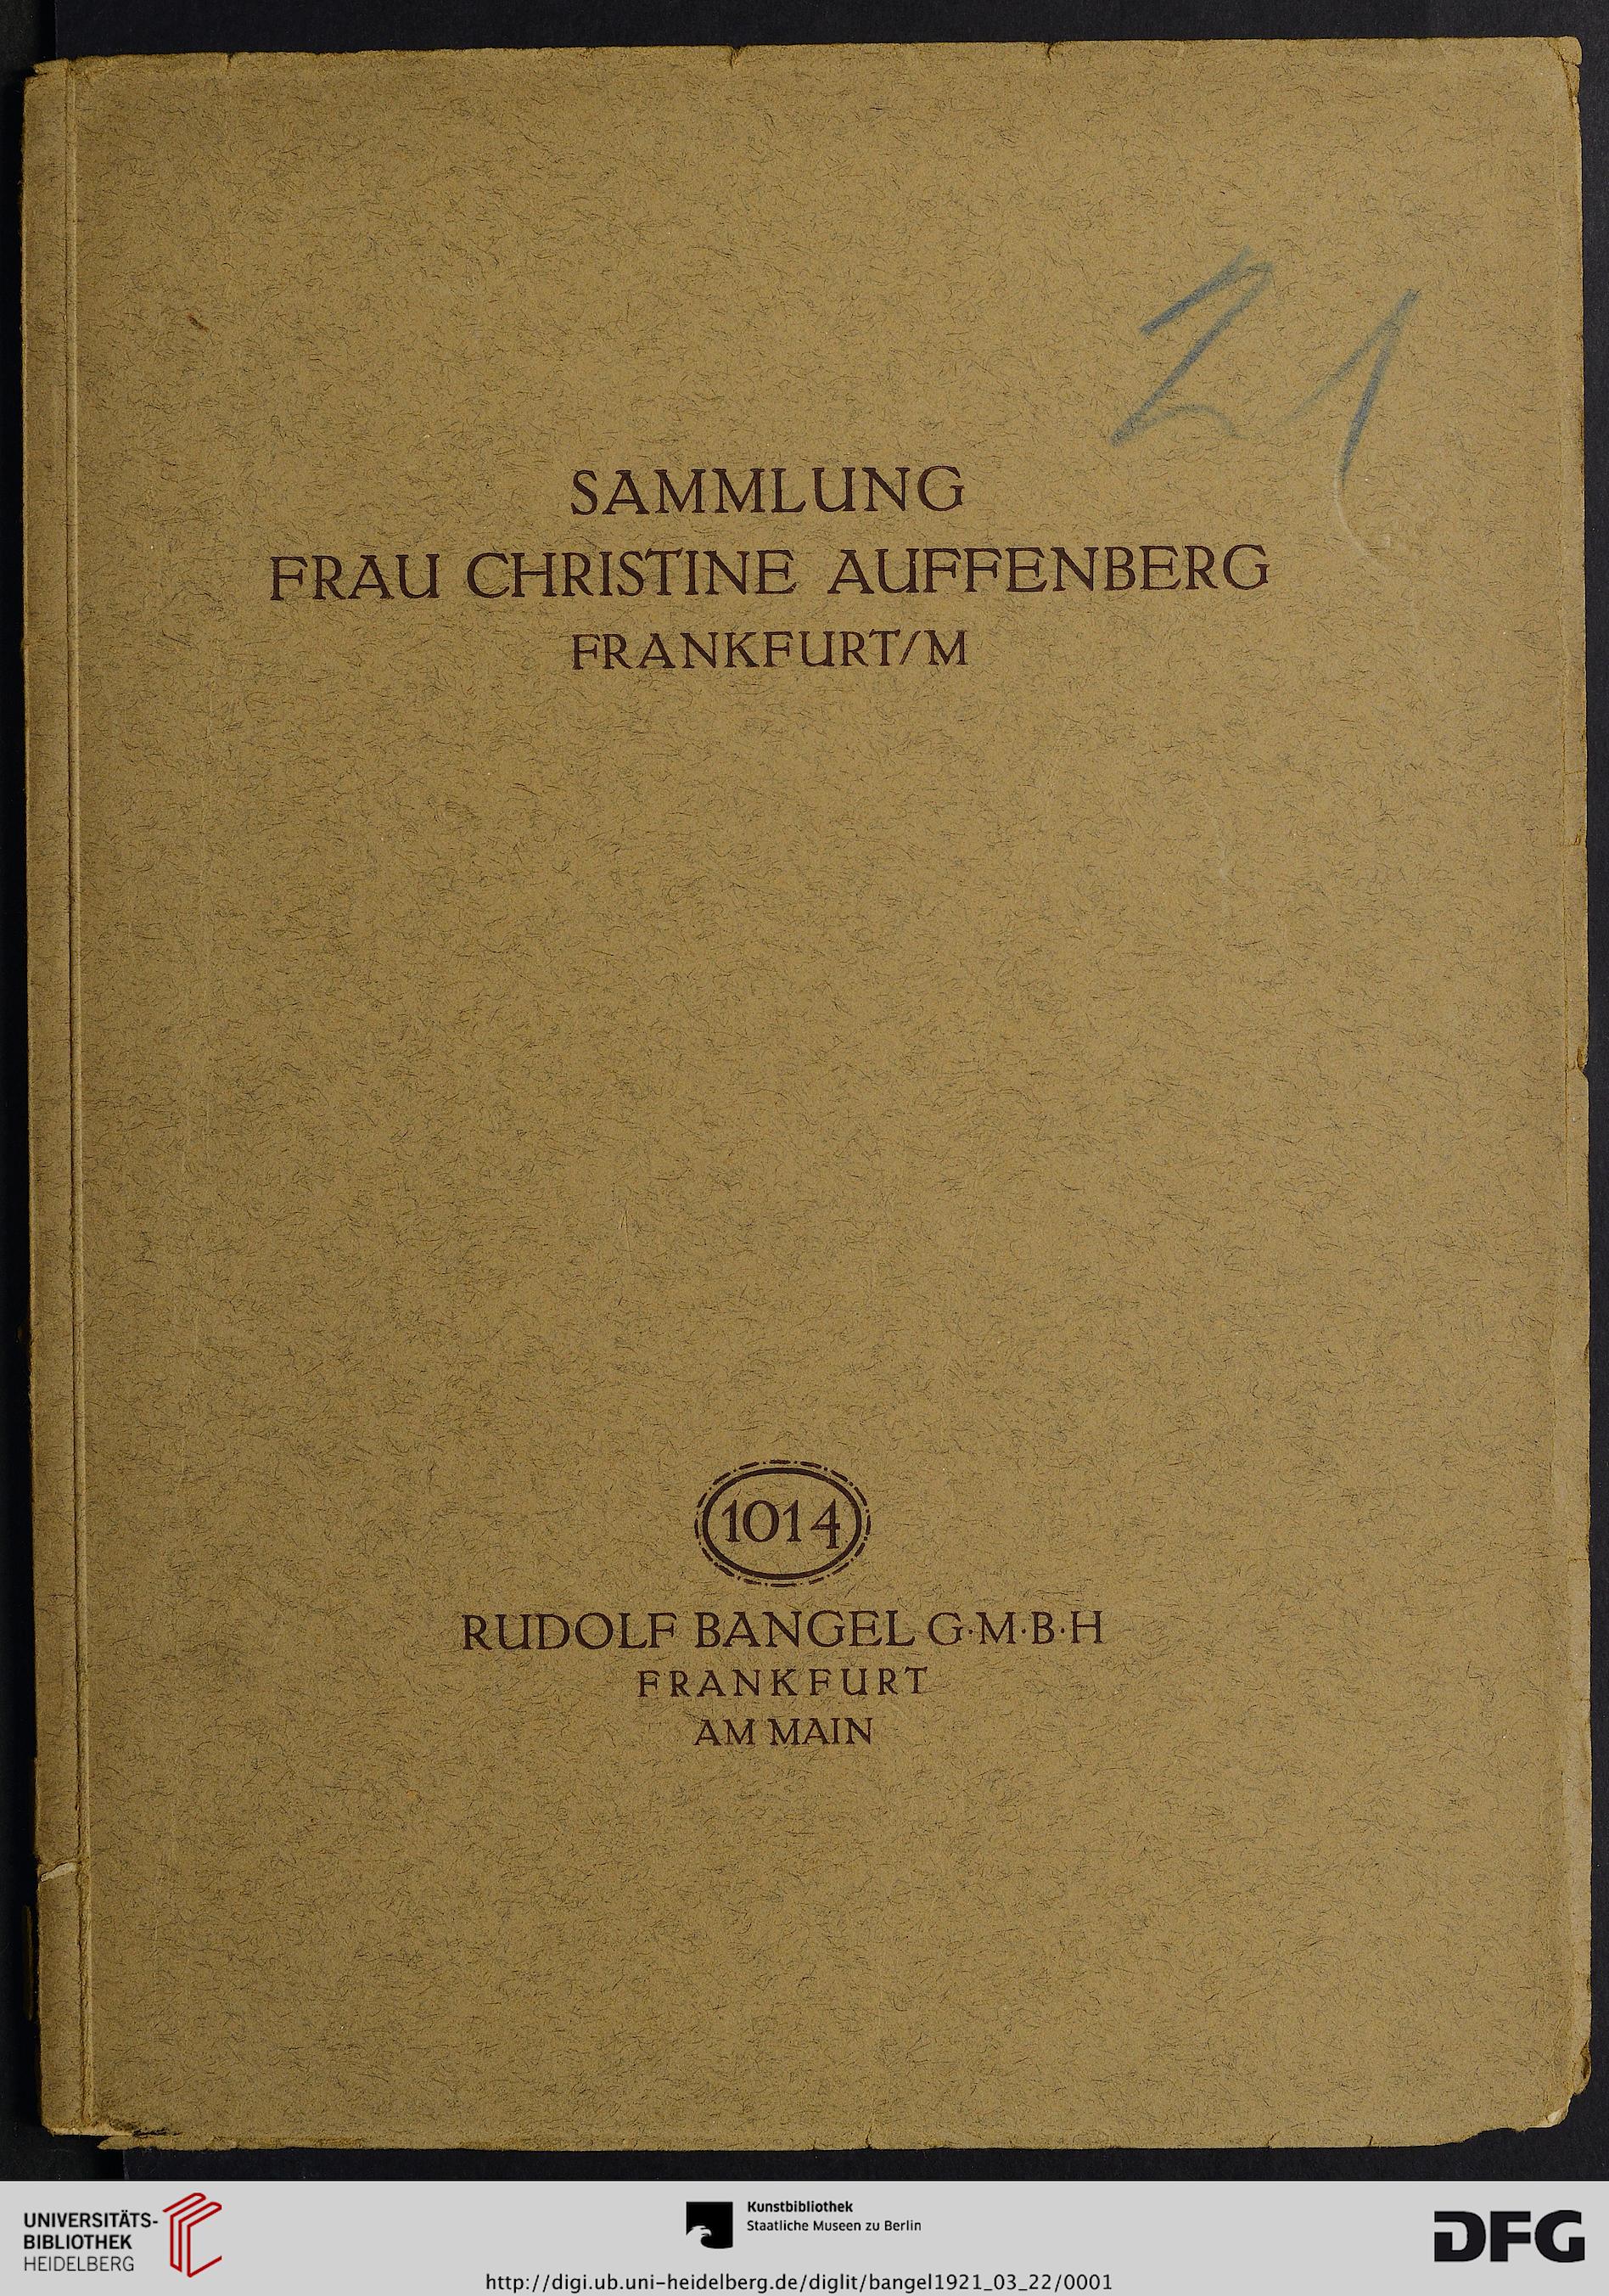 21
SAMMLUNG
FRAU CHRISTINE AUFFENBERG
FRANKFURT/M
1014
RUDOLF BANGEL G·M·B·H
FRANKFURT
AM MAIN
UNIVERSITÄTS-
BIBLIOTHEK
HEIDELBERG
Kunstbibliothek
Staatliche Museen zu Berlin
DFG
http://digi.ub.uni-heidelberg.de/diglit/bangel1921_03_22/0001